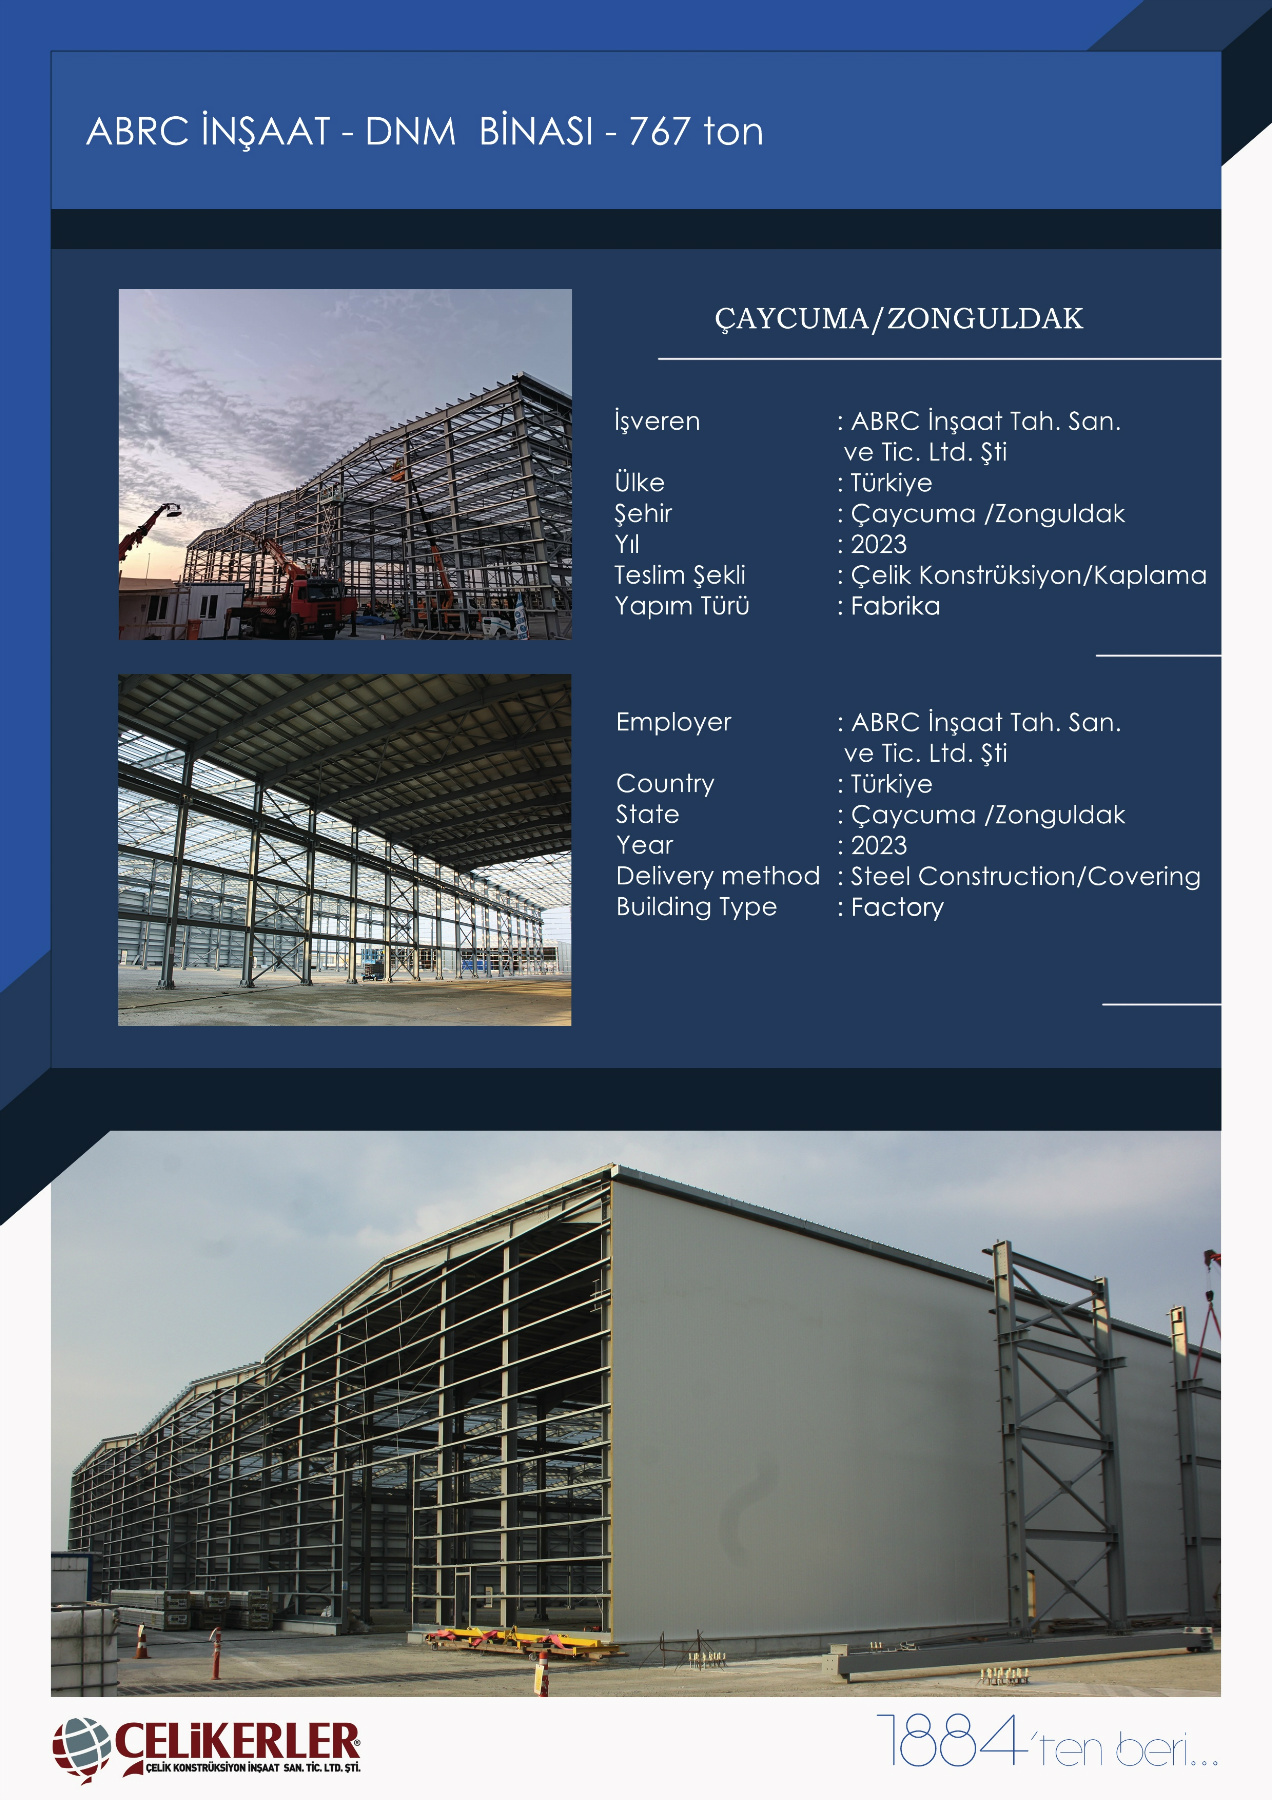 ABRC İNŞAAT - DNM BİNASI - 767 ton
ÇAYCUMA/ZONGULDAK
İşveren : ABRC İnşaat Tah. San.
ve Tic. Ltd. Şti
Ülke : Türkiye
Şehir : Çaycuma /Zonguldak
Yıl : 2023
Teslim Şekli : Çelik Konstrüksiyon/Kaplama
Yapım Türü : Fabrika
Employer : ABRC İnşaat Tah. San.
ve Tic. Ltd. Şti
Country : Türkiye
State : Çaycuma /Zonguldak
Year : 2023
Delivery method : Steel Construction/Covering
Building Type : Factory
ÇELiKERLER®
ÇELİK KONSTRÜKSİYON İNŞAAT SAN. TİC. LTD. ŞTİ.
1884'ten beri...